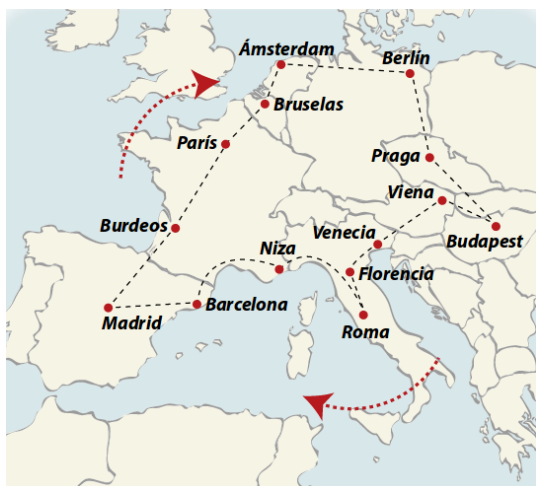 Ámsterdam
Berlín
Bruselas
París
Praga
Viena
Burdeos
Venecia
Budapest
Niza
Florencia
Barcelona
Madrid
Roma